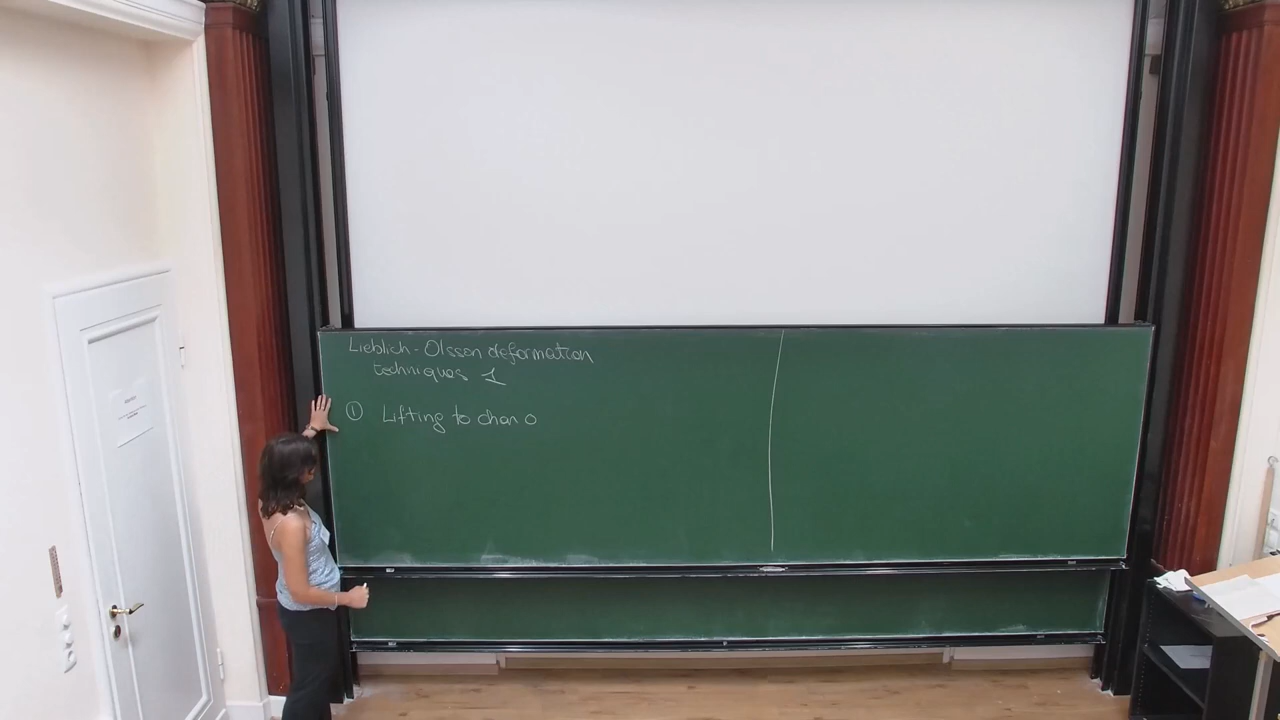 Lieblich-Olsson deformation
techniques 1
① Lifting to char 0